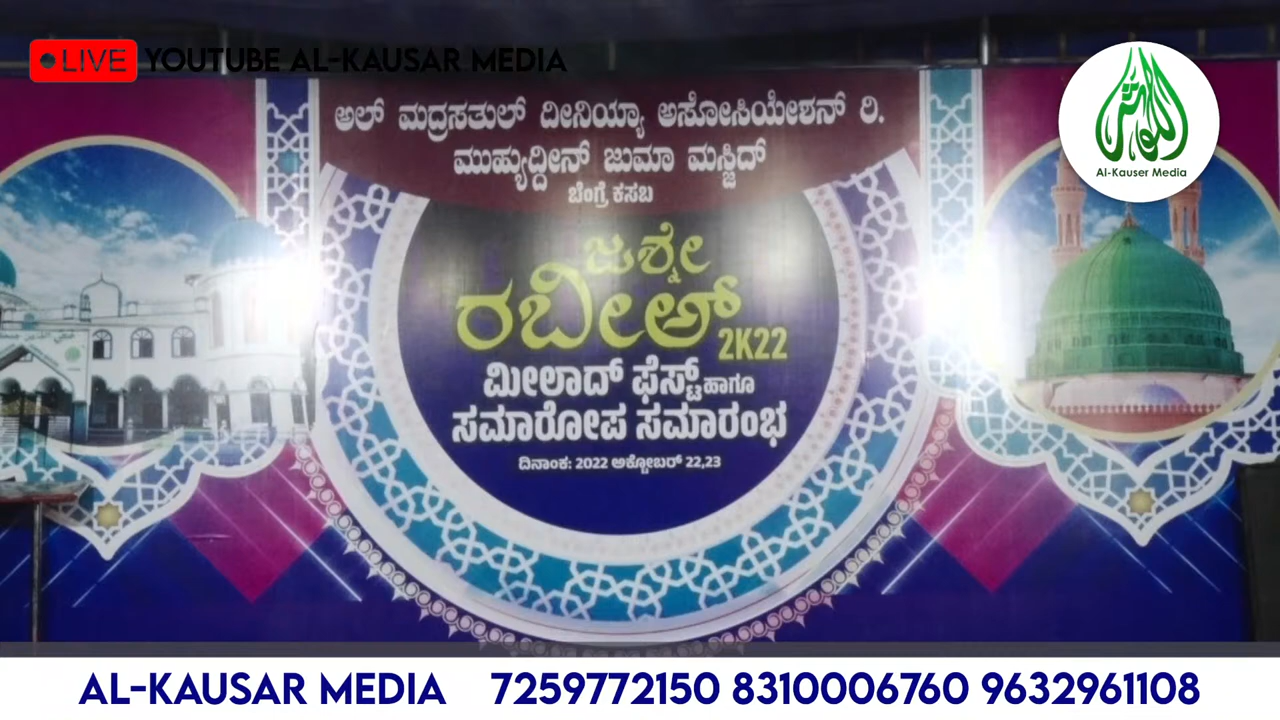 LIVE YOUTUBE AL-KAUSAR MEDIA
Al-Kauser Media
ಅಲ್ ಮದ್ರಸತುಲ್ ದೀನಿಯ್ಯಾ ಅಸೋಸಿಯೇಶನ್ ರಿ.
ಮುಹ್ಯುದ್ದೀನ್ ಜುಮಾ ಮಸ್ಜಿದ್
ಬೆಂಗ್ರೆ ಕಸಬ
ಜಶ್ನೇ
ರಬೀಅ್
2K22
ಮೀಲಾದ್ ಫೆಸ್ಟ್ ಹಾಗೂ
ಸಮಾರೋಪ ಸಮಾರಂಭ
ದಿನಾಂಕ: 2022 ಅಕ್ಟೋಬರ್ 22,23
AL-KAUSAR MEDIA 7259772150 8310006760 9632961108